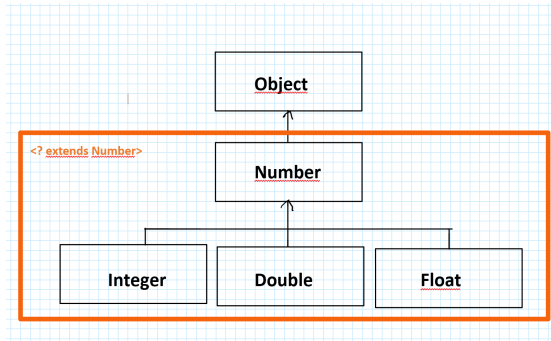 Object
<? extends Number>
Number
Integer
Double
Float